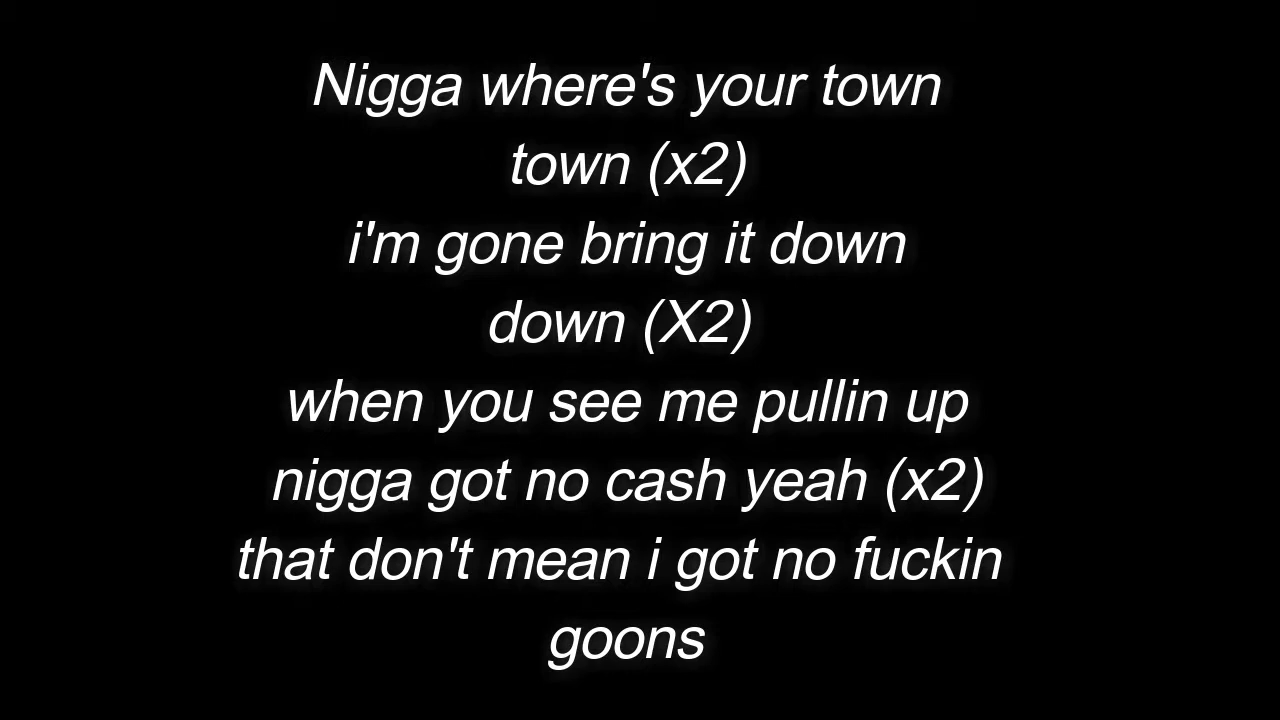 Nigga where's your town
town (x2)
i'm gone bring it down
down (X2)
when you see me pullin up
nigga got no cash yeah (x2)
that don't mean i got no fuckin
goons